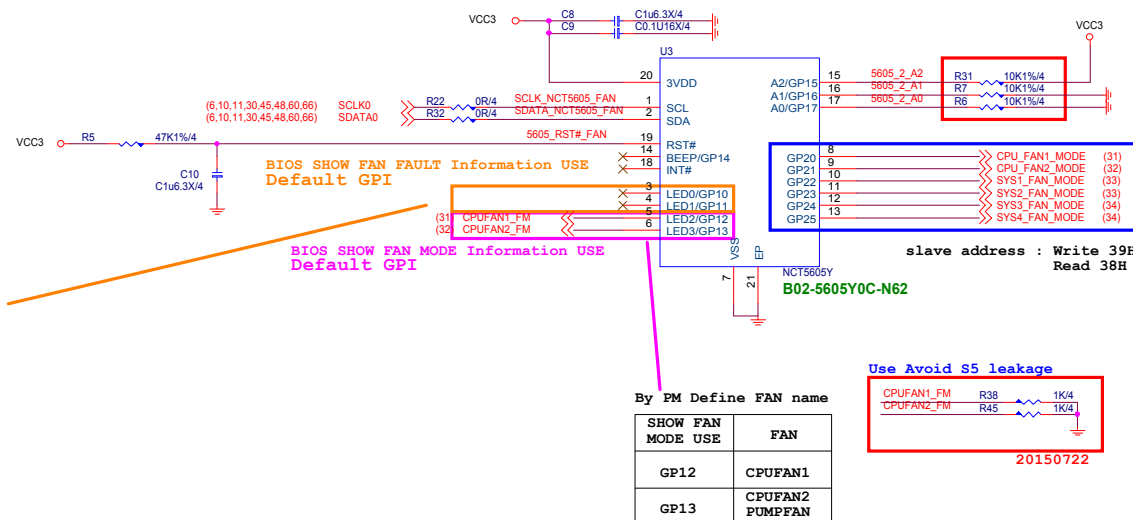 VCC3
C8 C1u6.3X/4
C9 C0.1U16X/4
VCC3
U3
20 3VDD
A2/GP15 15 5605_2_A2 R31 10K1%/4
A1/GP16 16 5605_2_A1 R7 10K1%/4
A0/GP17 17 5605_2_A0 R6 10K1%/4
(6,10,11,30,45,48,60,66) SCLK0 R22 0R/4 SCLK_NCT5605_FAN 1 SCL
(6,10,11,30,45,48,60,66) SDATA0 R32 0R/4 SDATA_NCT5605_FAN 2 SDA
VCC3 R5 47K1%/4 5605_RST#_FAN 19 RST#
14 BEEP/GP14
18 INT#
C10
C1u6.3X/4
BIOS SHOW FAN FAULT Information USE
Default GPI
3 LED0/GP10
4 LED1/GP11
(31) CPUFAN1_FM 5 LED2/GP12
(32) CPUFAN2_FM 6 LED3/GP13
BIOS SHOW FAN MODE Information USE
Default GPI
GP20 8 CPU_FAN1_MODE (31)
GP21 9 CPU_FAN2_MODE (32)
GP22 10 SYS1_FAN_MODE (33)
GP23 11 SYS2_FAN_MODE (33)
GP24 12 SYS3_FAN_MODE (34)
GP25 13 SYS4_FAN_MODE (34)
VSS EP
7 21
NCT5605Y
B02-5605Y0C-N62
slave address : Write 39H
Read 38H
Use Avoid S5 leakage
CPUFAN1_FM R38 1K/4
CPUFAN2_FM R45 1K/4
20150722
By PM Define FAN name
SHOW FAN MODE USE FAN
GP12 CPUFAN1
GP13 CPUFAN2 PUMPFAN